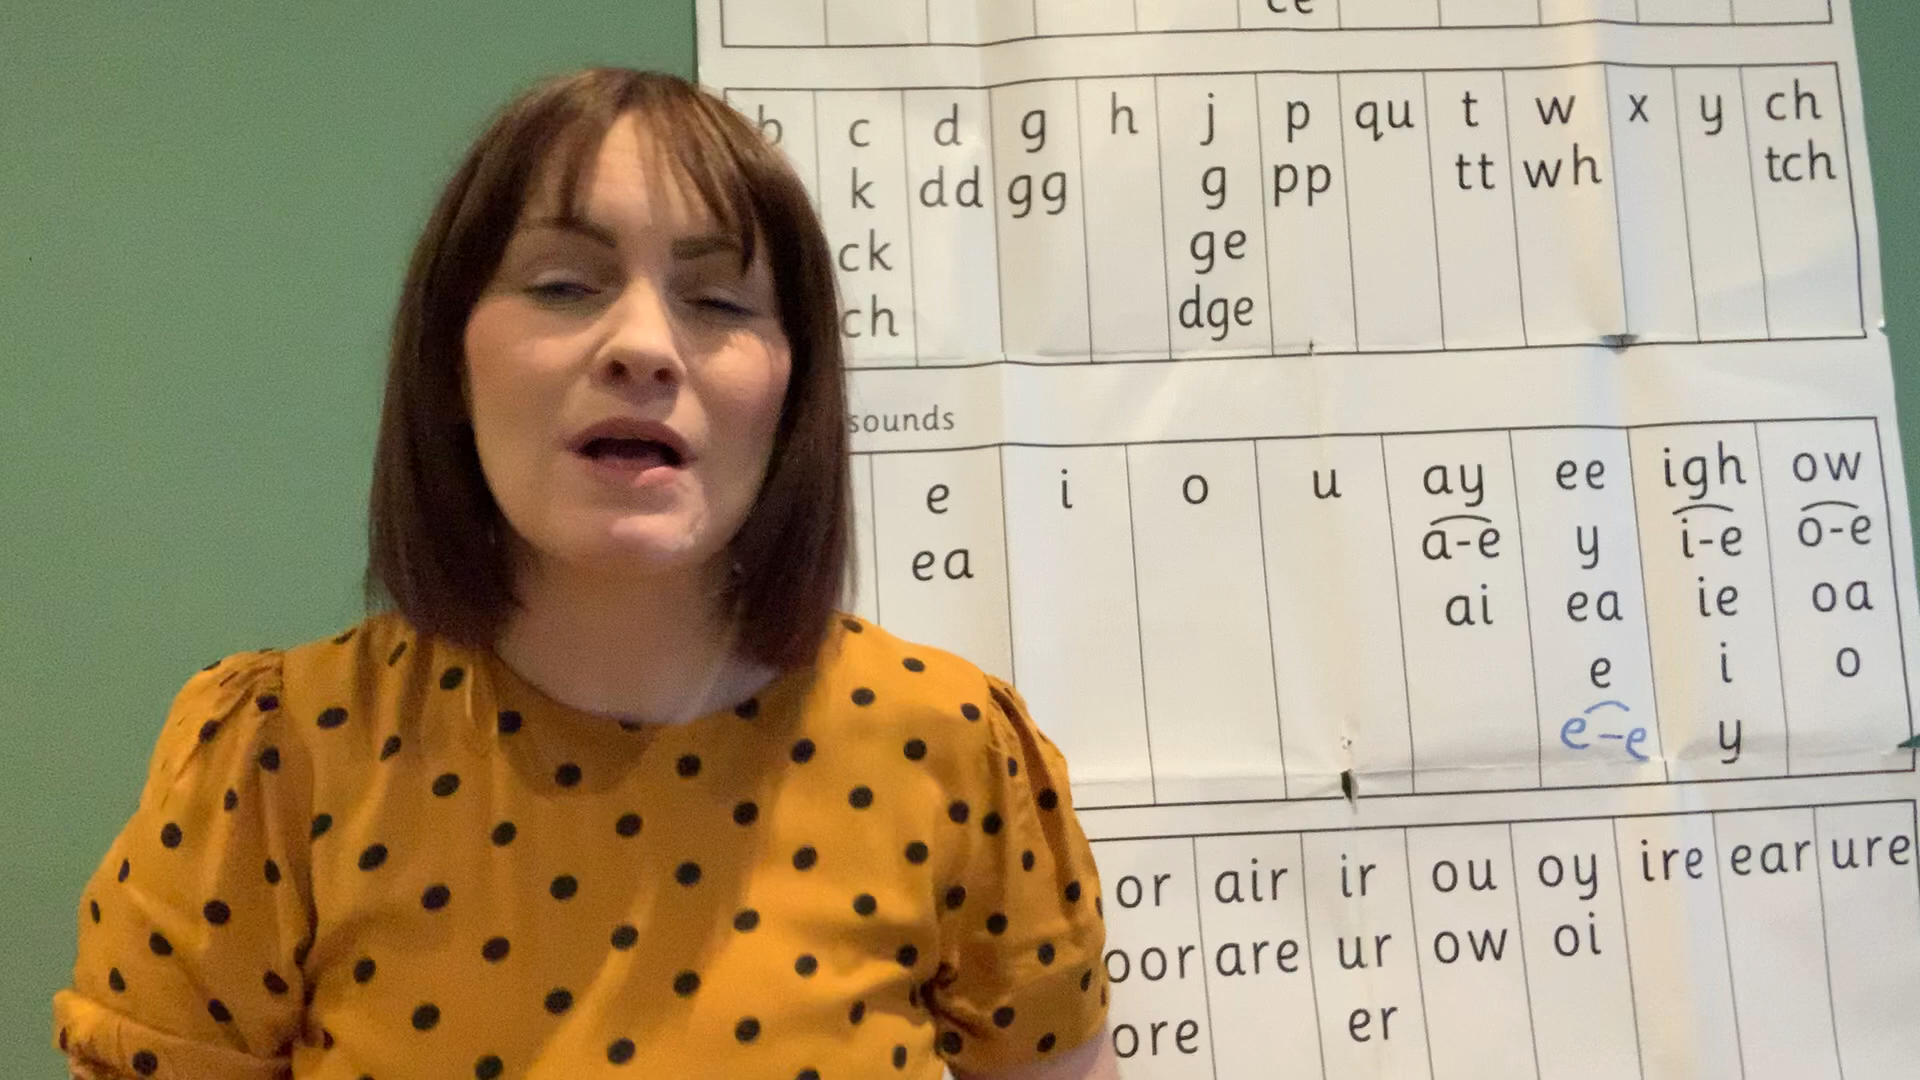 ce
b c d g h j p qu t w x y ch
k dd gg g pp tt wh tch
ck ge
ch dge
sounds
e i o u ay ee igh ow
ea a-e y i-e o-e
ai ea ie oa
e i o
e-e y
or air ir ou oy ire ear ure
oor are ur ow oi
ore er